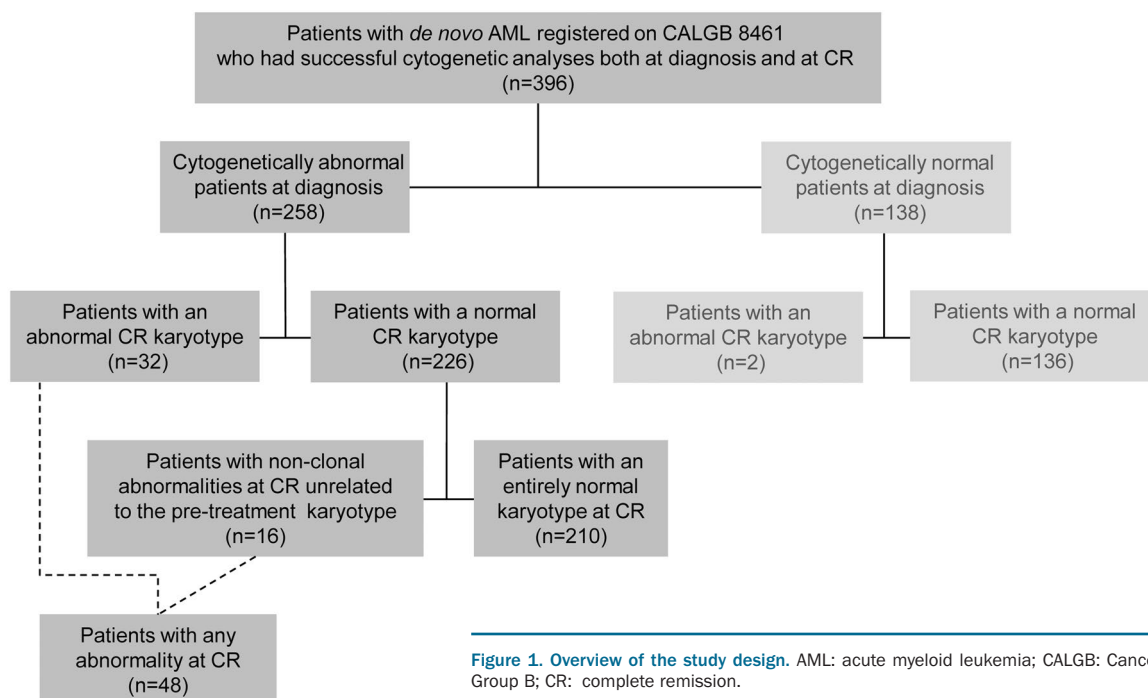 Patients with de novo AML registered on CALGB 8461
who had successful cytogenetic analyses both at diagnosis and at CR
(n=396)
Cytogenetically abnormal
patients at diagnosis
(n=258)
Cytogenetically normal
patients at diagnosis
(n=138)
Patients with an
abnormal CR karyotype
(n=32)
Patients with a normal
CR karyotype
(n=226)
Patients with an
abnormal CR karyotype
(n=2)
Patients with a normal
CR karyotype
(n=136)
Patients with non-clonal
abnormalities at CR unrelated
to the pre-treatment karyotype
(n=16)
Patients with an
entirely normal
karyotype at CR
(n=210)
Patients with any
abnormality at CR
(n=48)
Figure 1. Overview of the study design. AML: acute myeloid leukemia; CALGB: Cance
Group B; CR: complete remission.